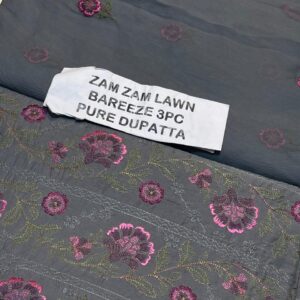 ZAM ZAM LAWN
BAREEZE 3PC
PURE DUPATTA